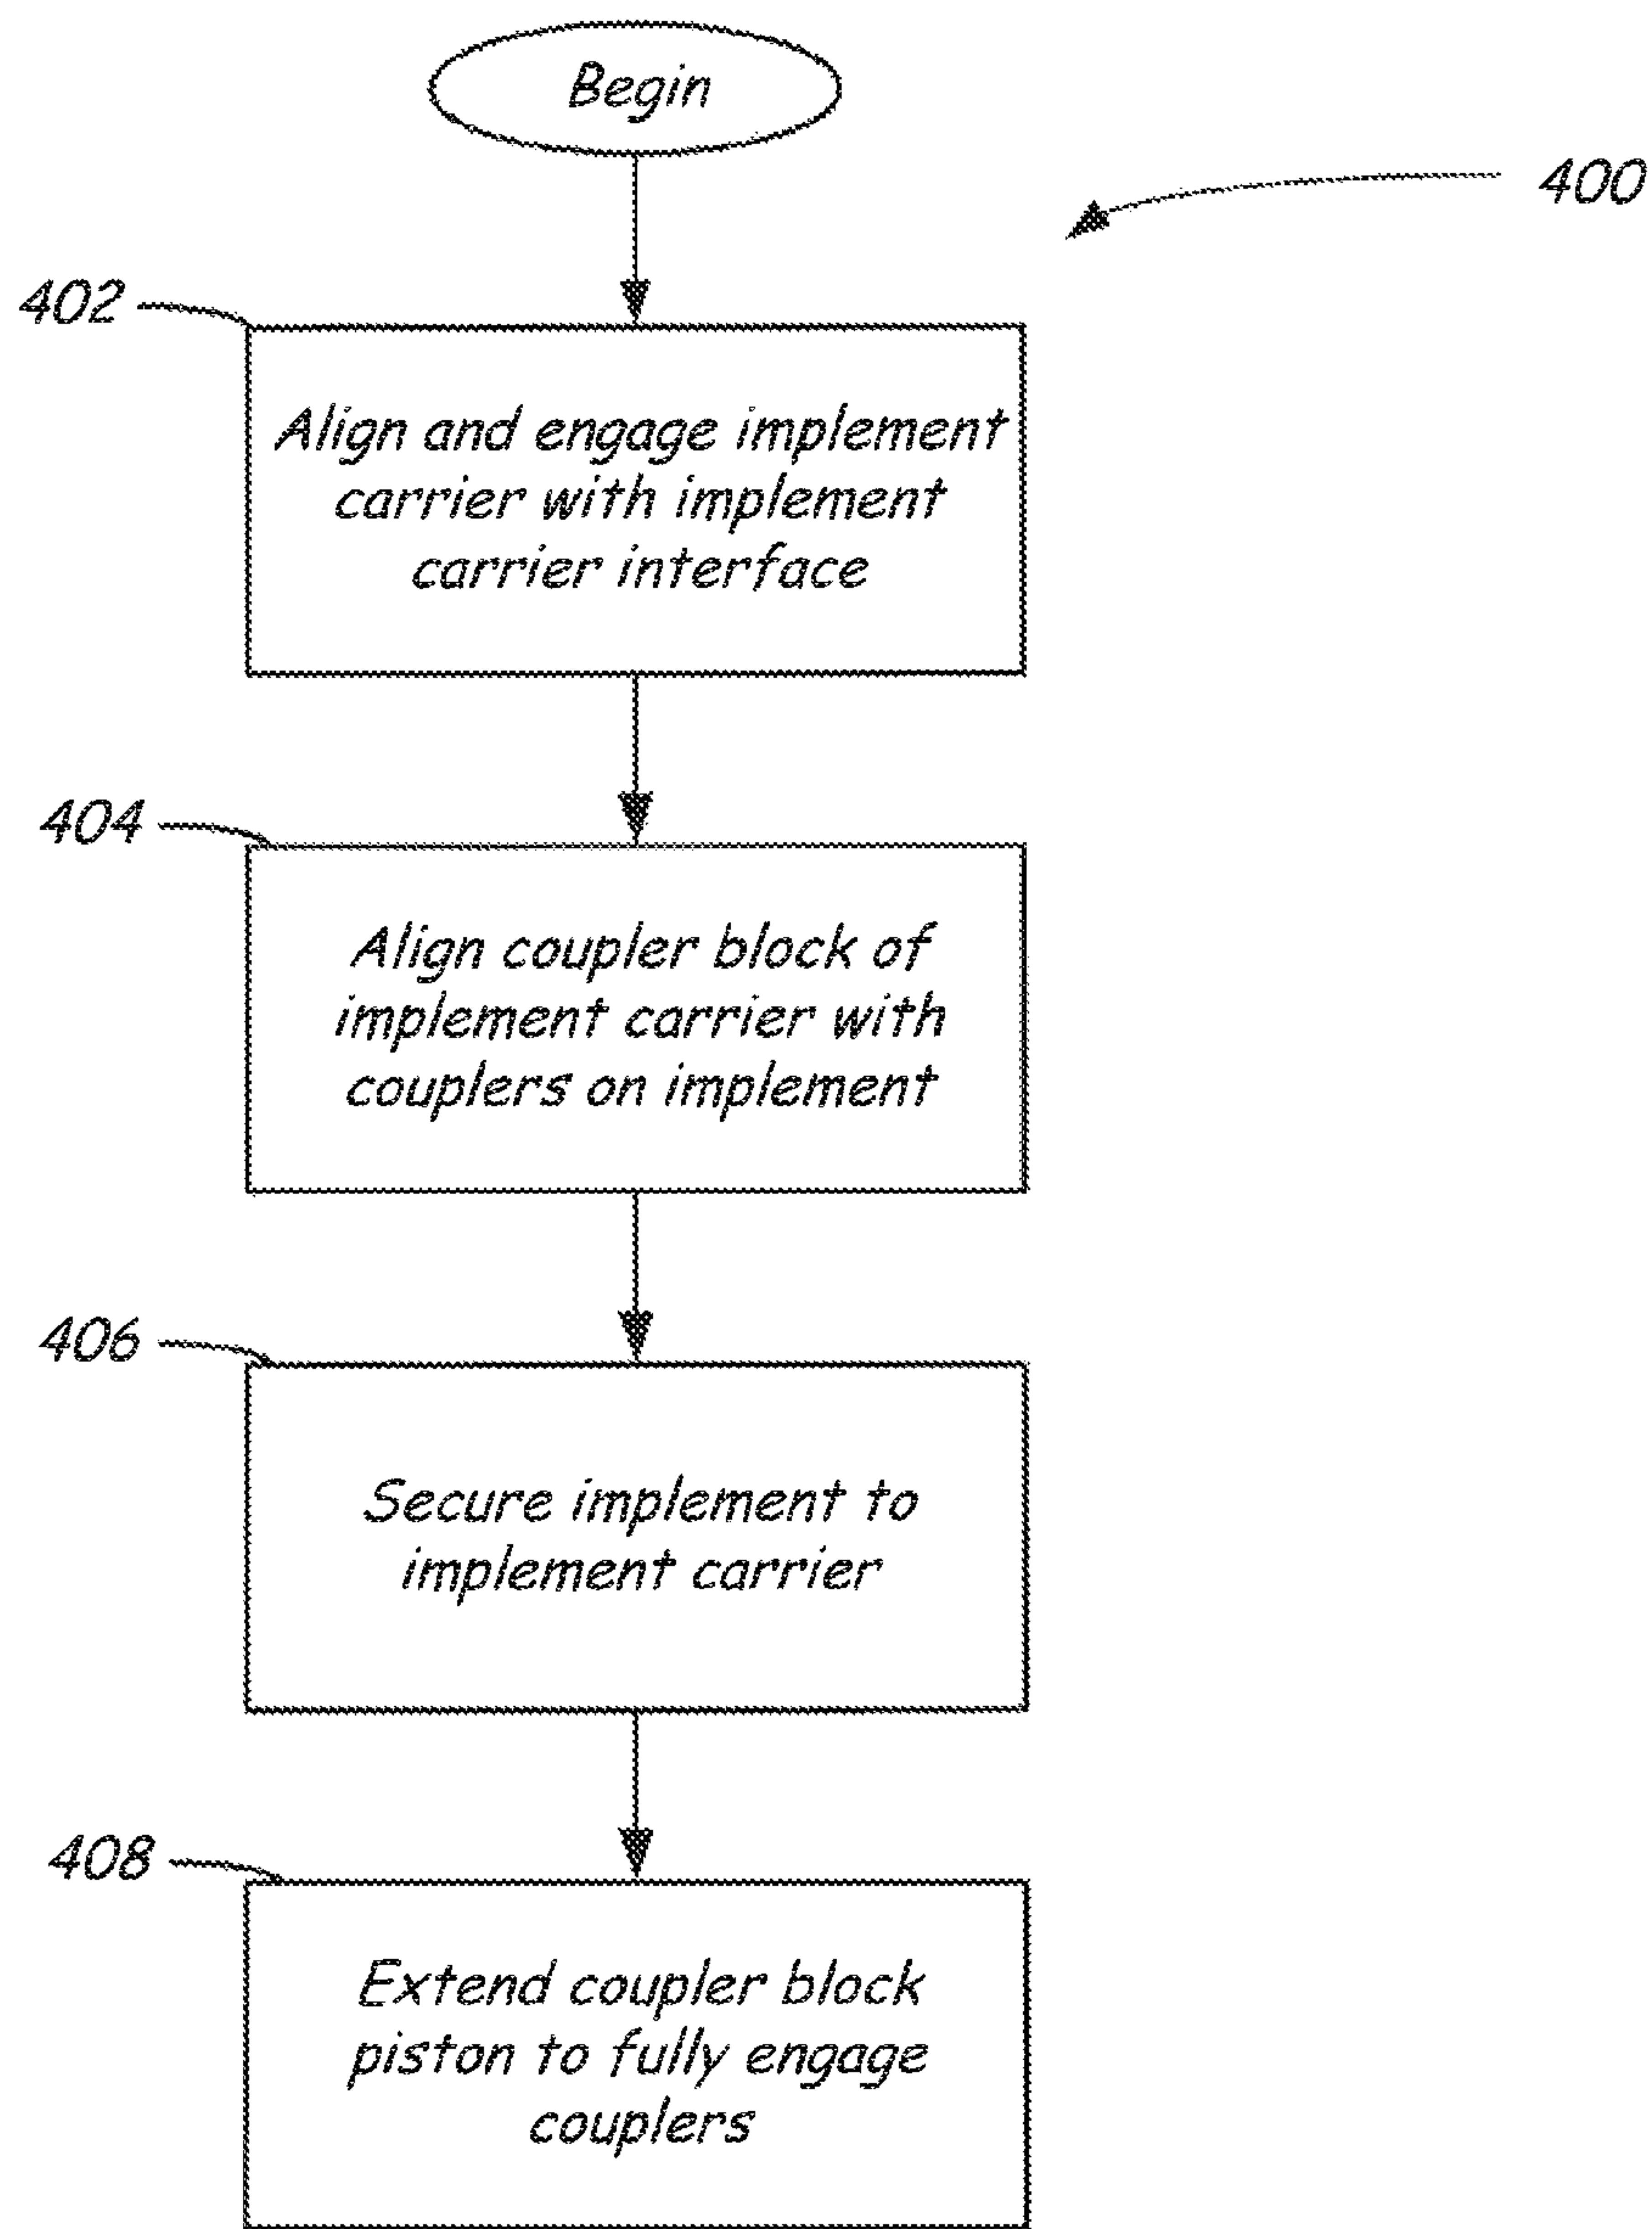 Begin
400
402
Align and engage implement
carrier with implement
carrier interface
404
Align coupler block of
implement carrier with
couplers on implement
406
Secure implement to
implement carrier
408
Extend coupler block
piston to fully engage
couplers